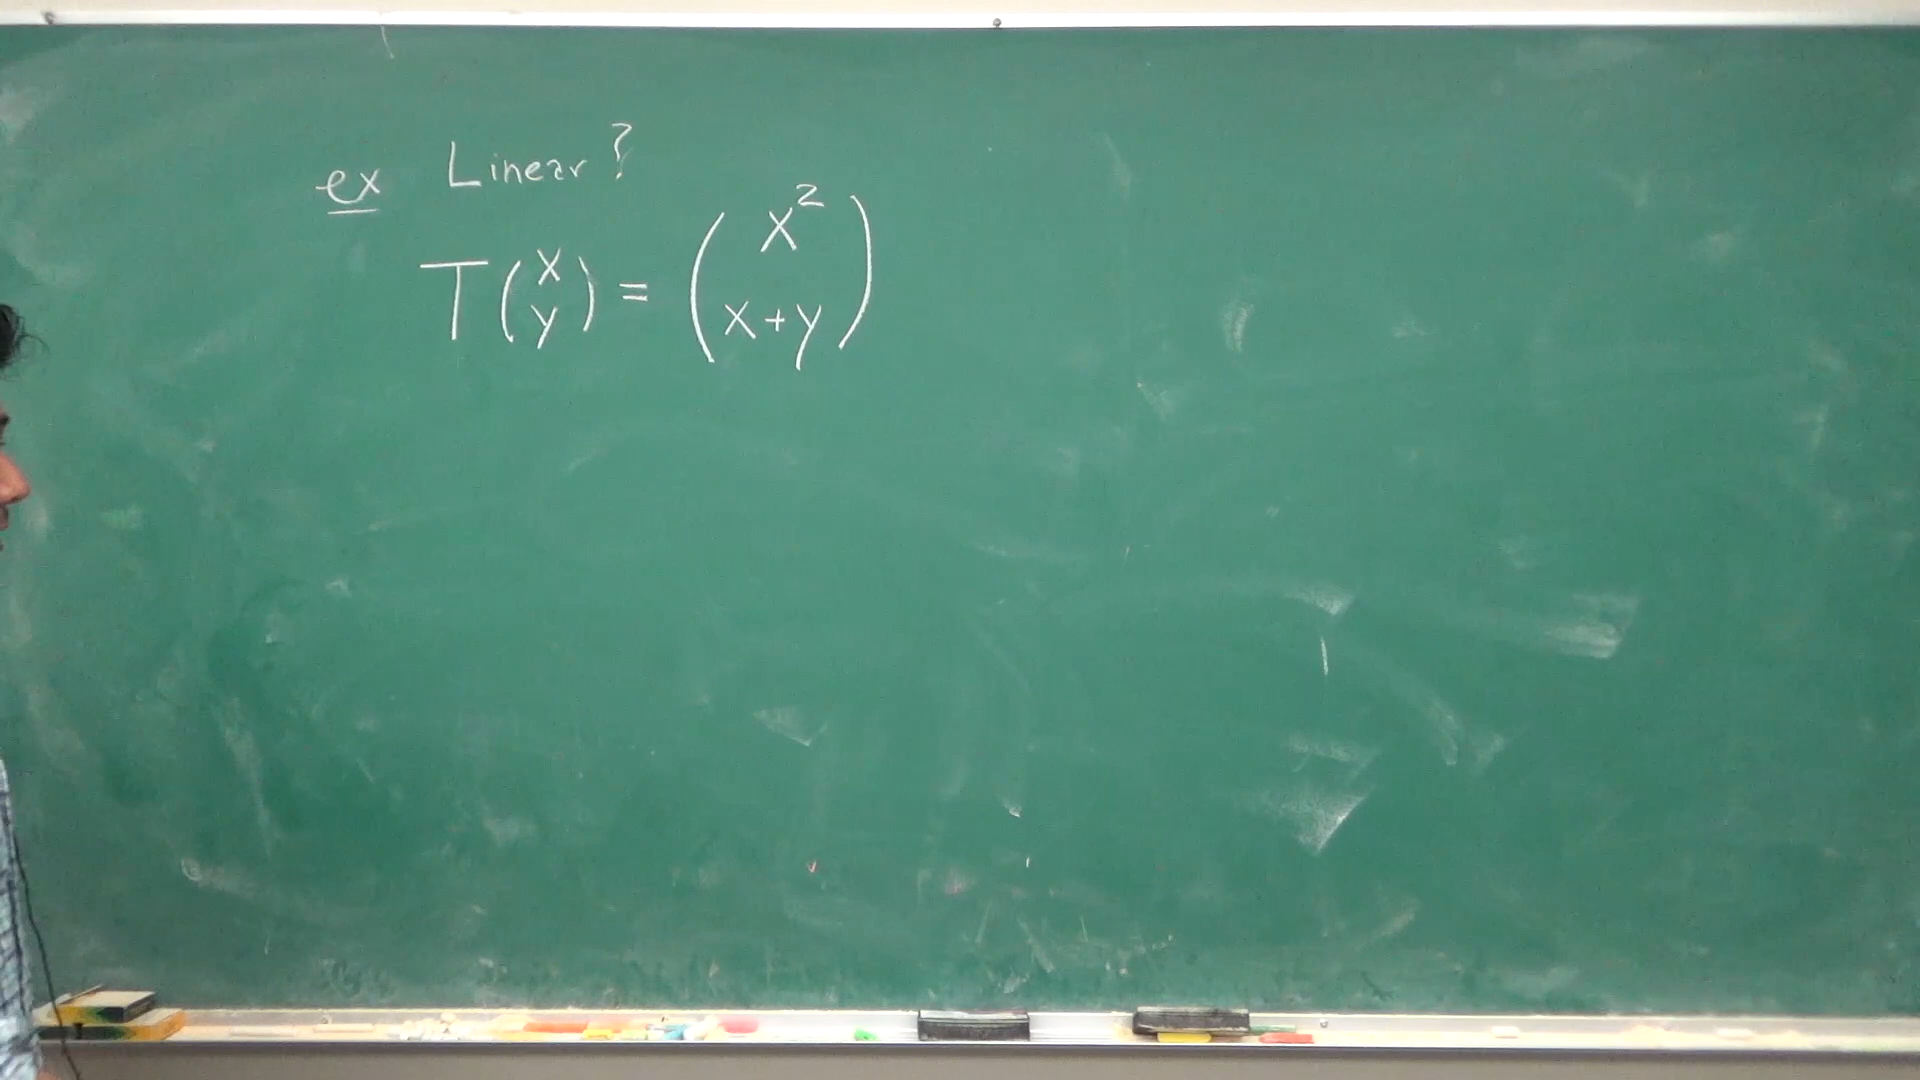 ex Linear?
T(x y) = (x² x+y)